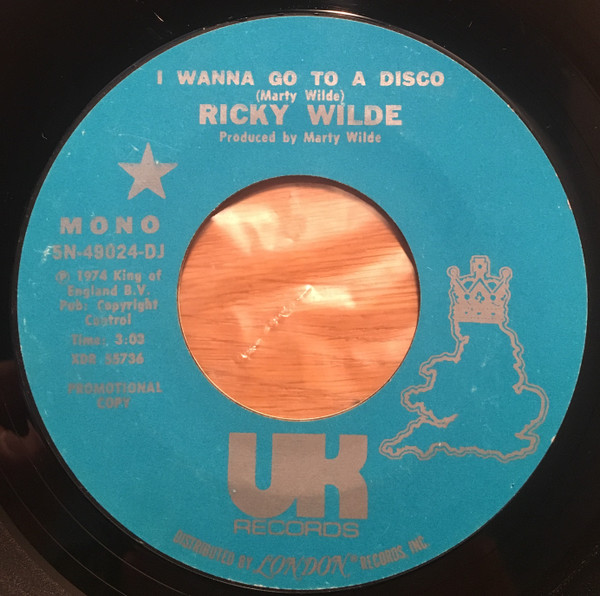 I WANNA GO TO A DISCO
(Marty Wilde)
RICKY WILDE
Produced by Marty Wilde
MONO
5N-49024-DJ
Ⓟ 1974 King of
England B.V.
Pub: Copyright
Control
Time: 3:03
XDR 55736
PROMOTIONAL
COPY
UK
RECORDS
DISTRIBUTED BY LONDON® RECORDS INC.